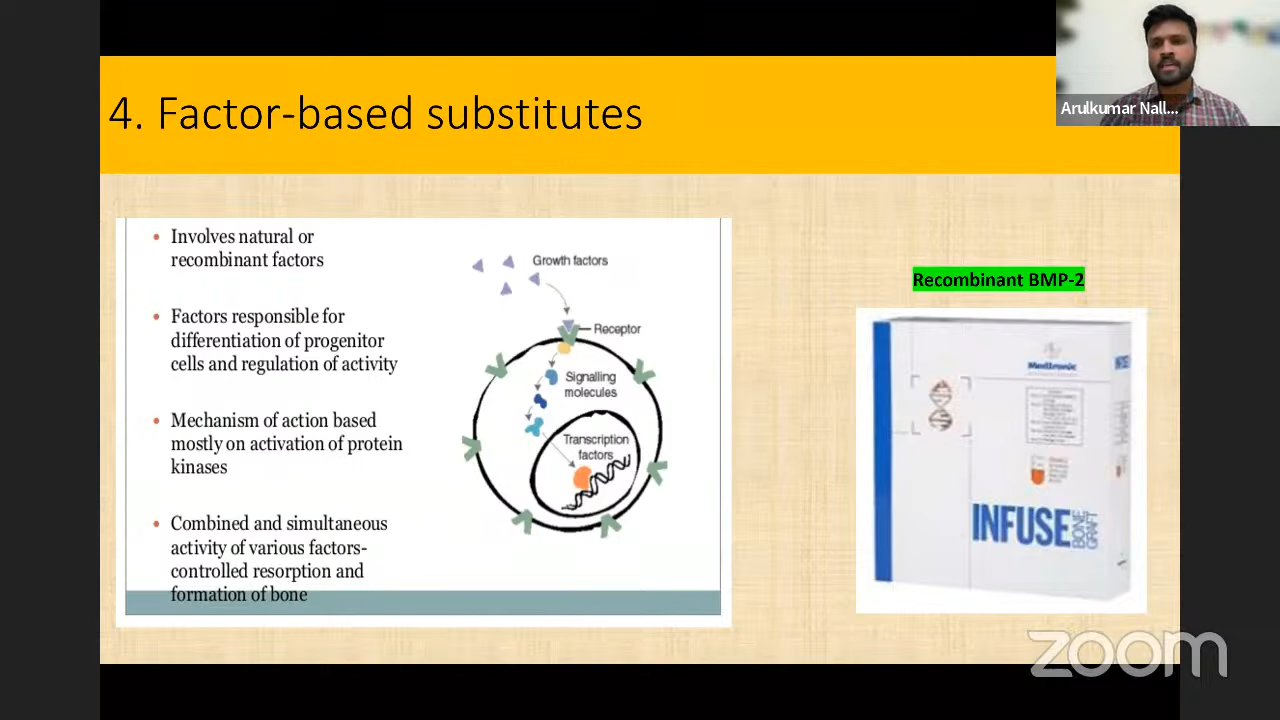 4. Factor-based substitutes
Arulkumar Nall...
Involves natural or
recombinant factors
Factors responsible for
differentiation of progenitor
cells and regulation of activity
Mechanism of action based
mostly on activation of protein
kinases
Combined and simultaneous
activity of various factors-
controlled resorption and
formation of bone
Growth factors
Receptor
Signalling
molecules
Transcription
factors
Recombinant BMP-2
Medtronic
INFUSE
BONE
GRAFT
zoom